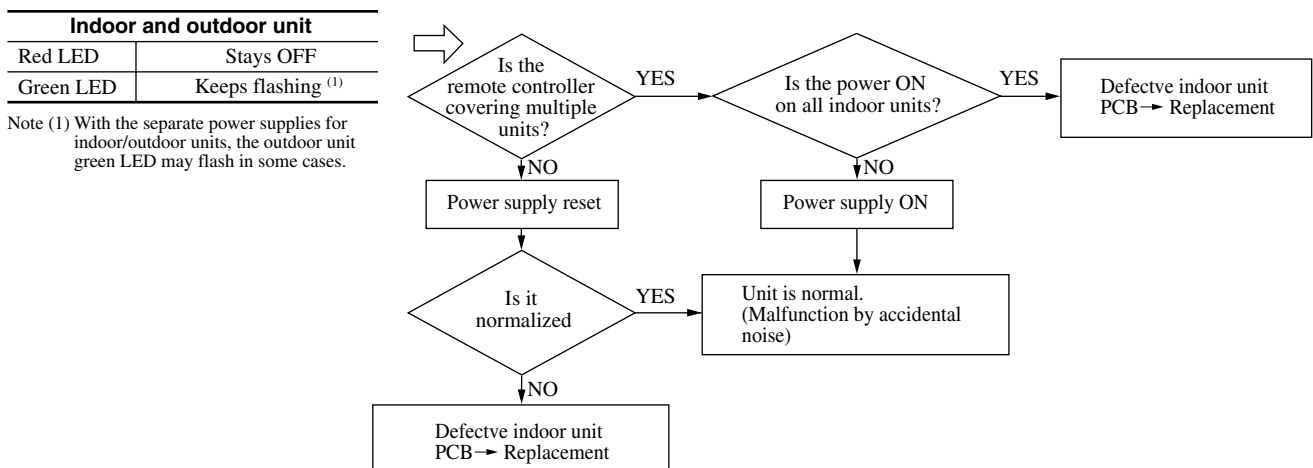 Indoor and outdoor unit
Red LED Stays OFF
Green LED Keeps flashing (1)
Note (1) With the separate power supplies for
indoor/outdoor units, the outdoor unit
green LED may flash in some cases.
Is the
remote controller
covering multiple
units?
YES
Is the power ON
on all indoor units?
YES
Defectve indoor unit
PCB→ Replacement
NO
NO
Power supply reset
Power supply ON
Is it
normalized
YES
Unit is normal.
(Malfunction by accidental
noise)
NO
Defectve indoor unit
PCB→ Replacement